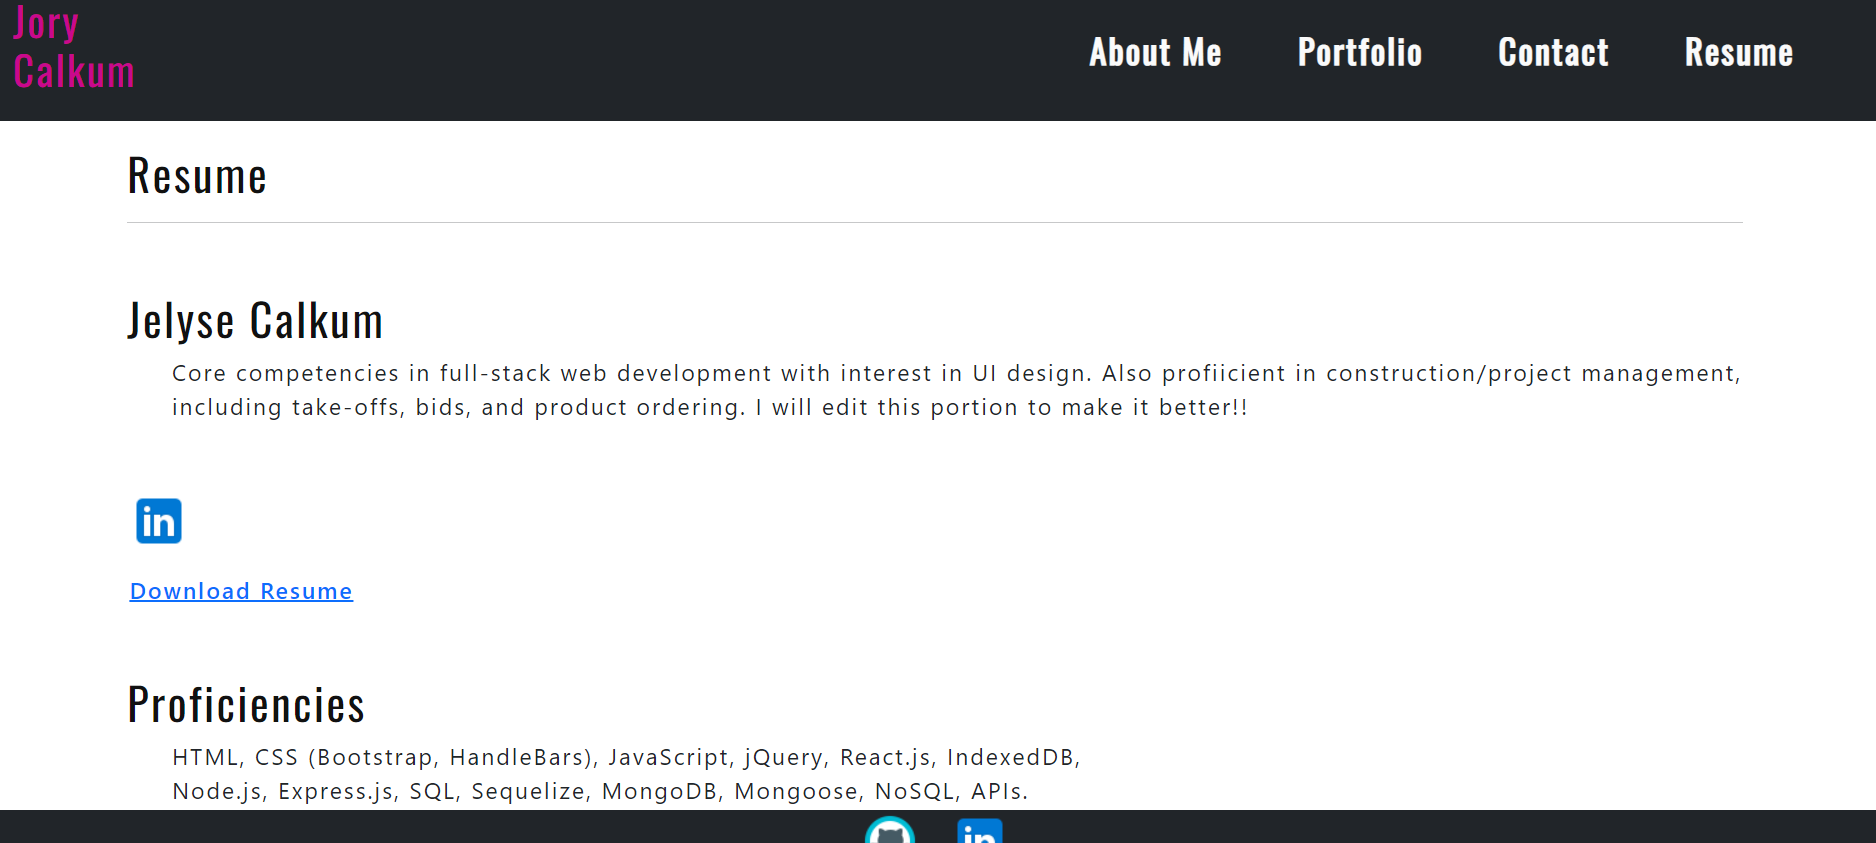 Jory
Calkum
About Me Portfolio Contact Resume
Resume
Jelyse Calkum
Core competencies in full-stack web development with interest in UI design. Also profiicient in construction/project management,
including take-offs, bids, and product ordering. I will edit this portion to make it better!!
in
Download Resume
Proficiencies
HTML, CSS (Bootstrap, HandleBars), JavaScript, jQuery, React.js, IndexedDB,
Node.js, Express.js, SQL, Sequelize, MongoDB, Mongoose, NoSQL, APIs.
in